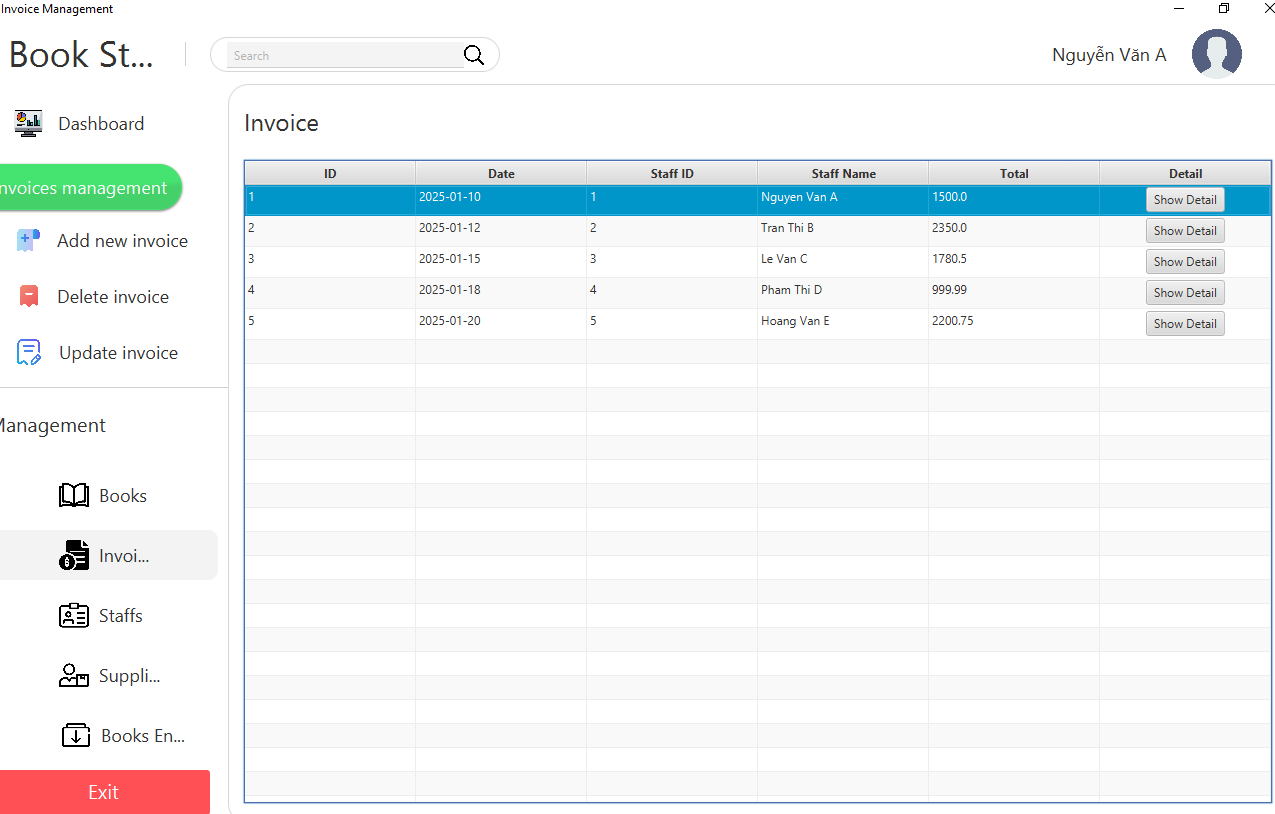 Invoice Management
Book St...
Search
Nguyễn Văn A
Dashboard
nvoices management
Add new invoice
Delete invoice
Update invoice
Management
Books
Invoi...
Staffs
Suppli...
Books En...
Exit
Invoice
ID Date Staff ID Staff Name Total Detail
1 2025-01-10 1 Nguyen Van A 1500.0 Show Detail
2 2025-01-12 2 Tran Thi B 2350.0 Show Detail
3 2025-01-15 3 Le Van C 1780.5 Show Detail
4 2025-01-18 4 Pham Thi D 999.99 Show Detail
5 2025-01-20 5 Hoang Van E 2200.75 Show Detail